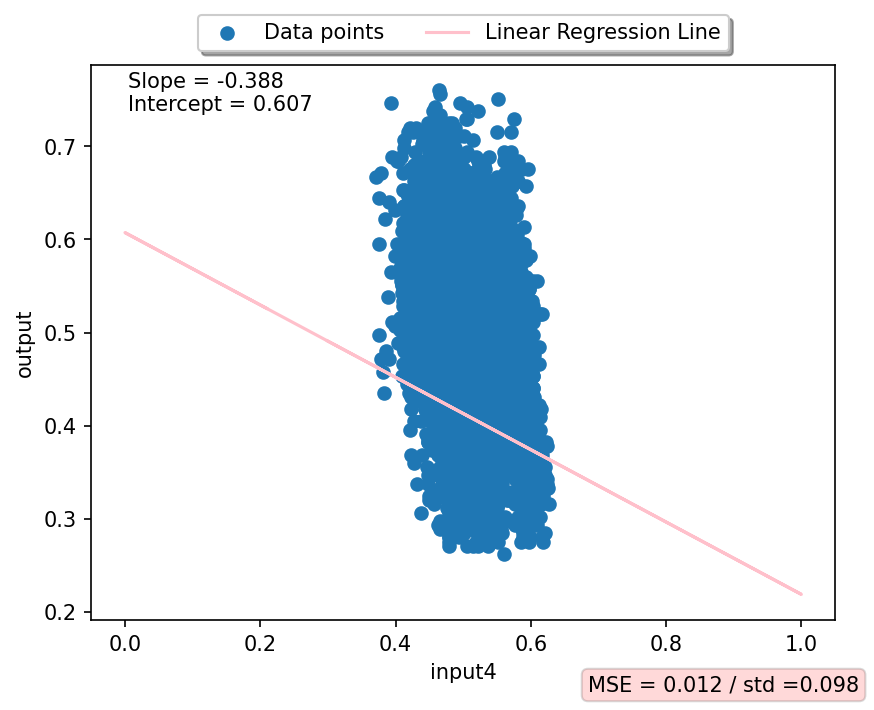 Data points
Linear Regression Line
Slope = -0.388
Intercept = 0.607
output
0.7
0.6
0.5
0.4
0.3
0.2
0.0 0.2 0.4 0.6 0.8 1.0
input4
MSE = 0.012 / std =0.098